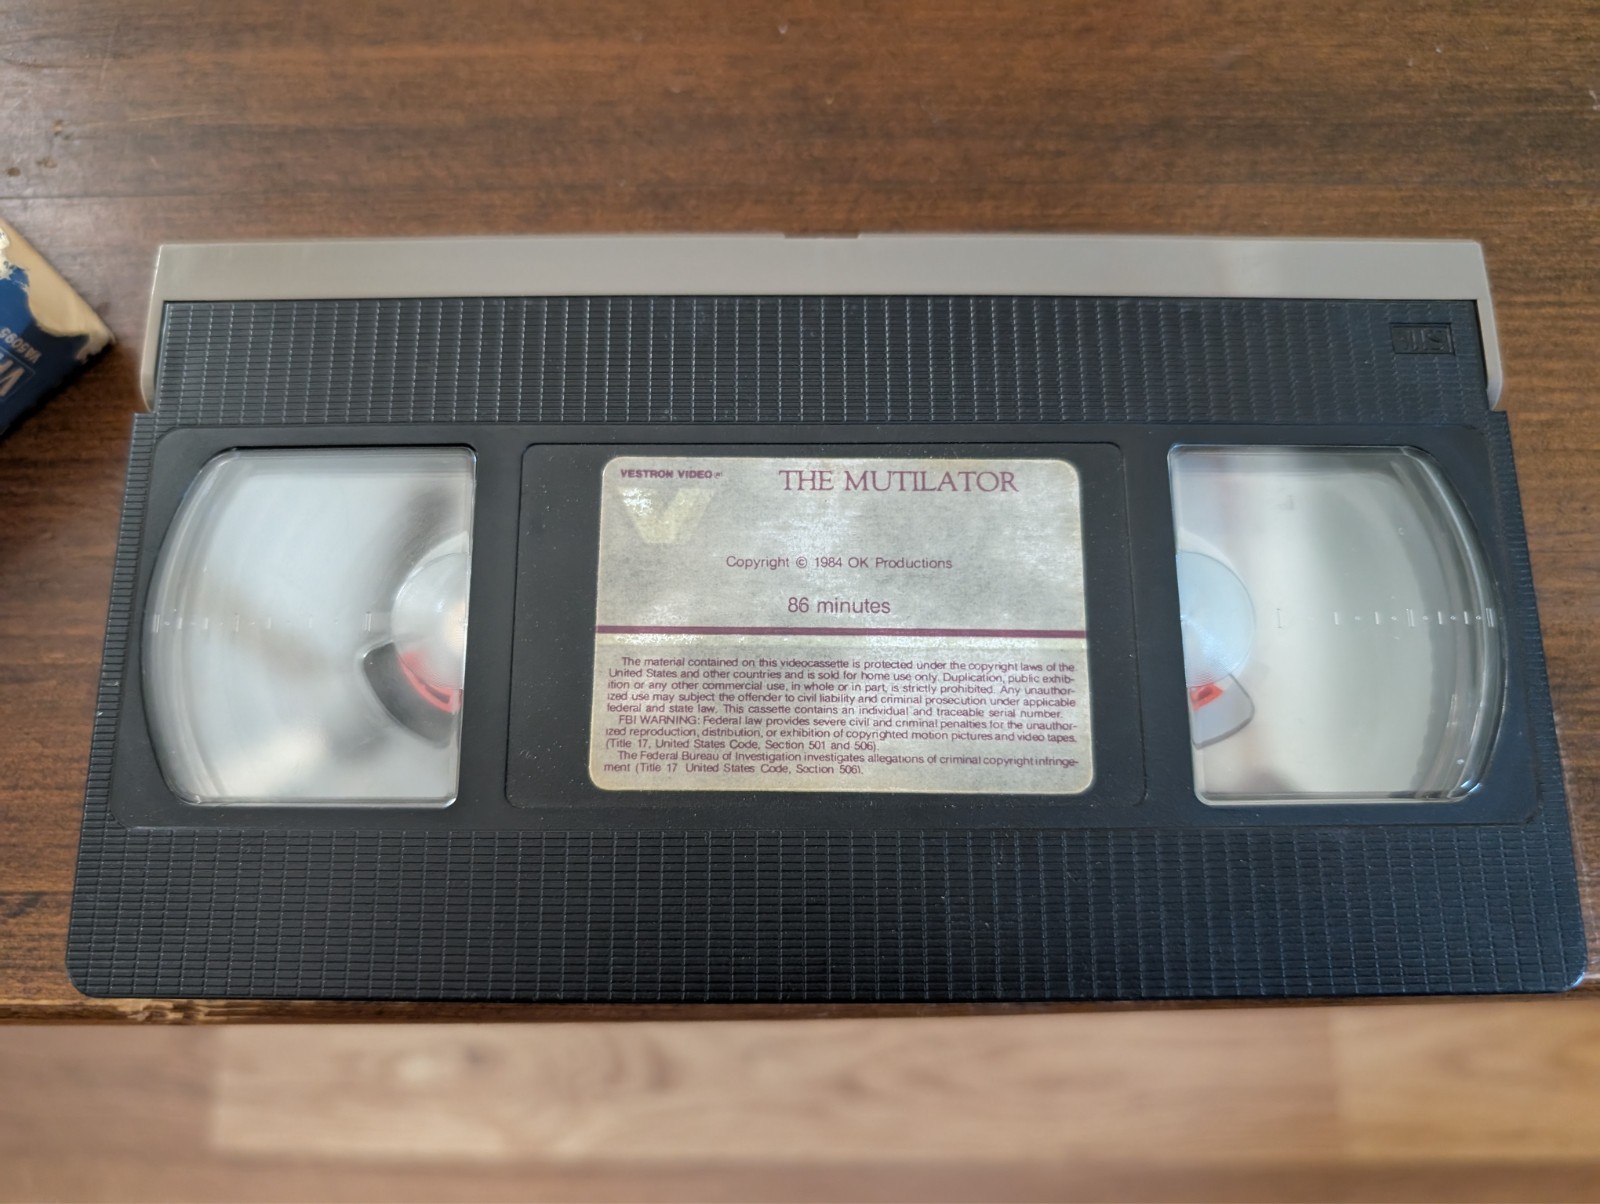 VESTRON VIDEO
THE MUTILATOR
Copyright © 1984 OK Productions
86 minutes
The material contained on this videocassette is protected under the copyright laws of the
United States and other countries and is sold for home use only. Duplication, public exhib-
ition or any other commercial use, in whole or in part, is strictly prohibited. Any unauthor-
ized use may subject the offender to civil liability and criminal prosecution under applicable
federal and state law. This cassette contains an individual and traceable serial number.
FBI WARNING: Federal law provides severe civil and criminal penalties for the unauthor-
ized reproduction, distribution, or exhibition of copyrighted motion pictures and video tapes.
(Title 17, United States Code, Section 501 and 506).
The Federal Bureau of Investigation investigates allegations of criminal copyright infringe-
ment (Title 17 United States Code, Section 506).